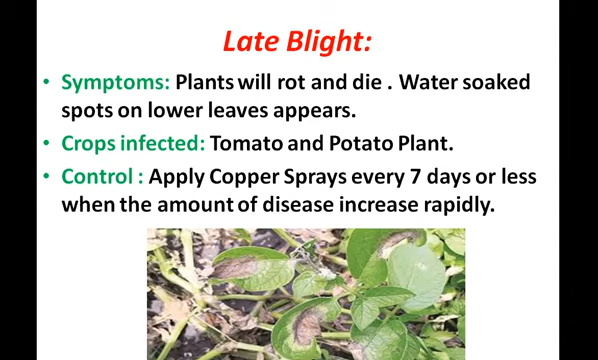 Late Blight:
• Symptoms: Plants will rot and die . Water soaked
spots on lower leaves appears.
• Crops infected: Tomato and Potato Plant.
• Control : Apply Copper Sprays every 7 days or less
when the amount of disease increase rapidly.